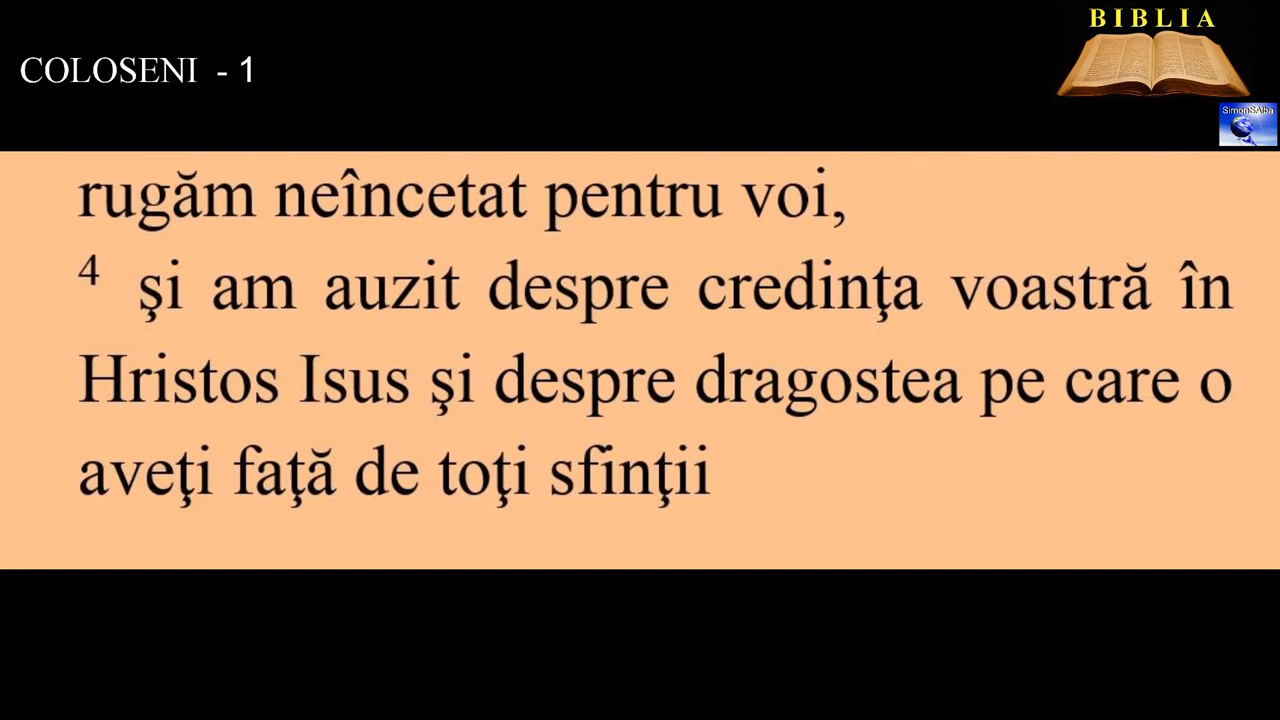 BIBLIA
COLOSENI - 1
SimonSAlba
rugăm neîncetat pentru voi,
4 şi am auzit despre credinţa voastră în
Hristos Isus şi despre dragostea pe care o
aveţi faţă de toţi sfinţii